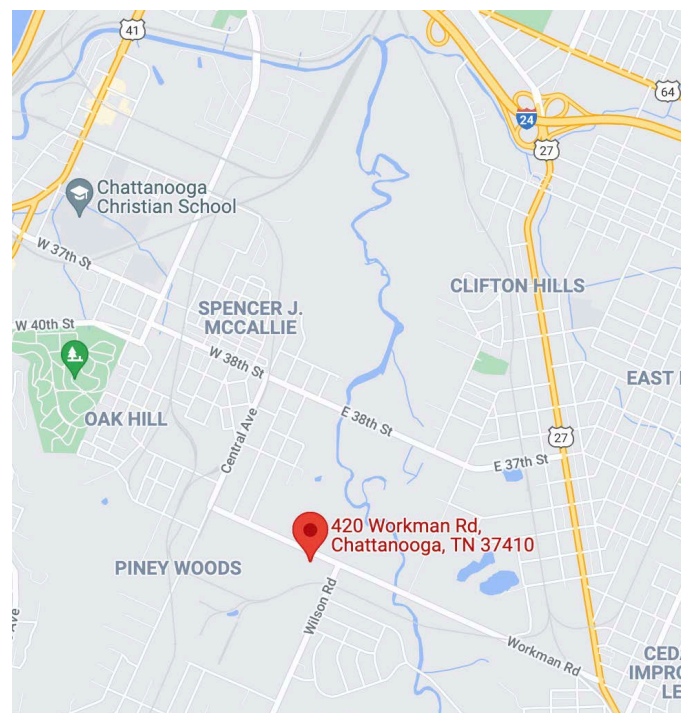 41
64
24
27
Chattanooga
Christian School
W 37th St
CLIFTON HILLS
SPENCER J.
MCCALLIE
W 40th St
W 38th St
EAST
OAK HILL
Central Ave
E 38th St
27
E 37th St
420 Workman Rd,
Chattanooga, TN 37410
PINEY WOODS
Wilson Rd
Ave
Workman Rd
CED
IMPRO
LE